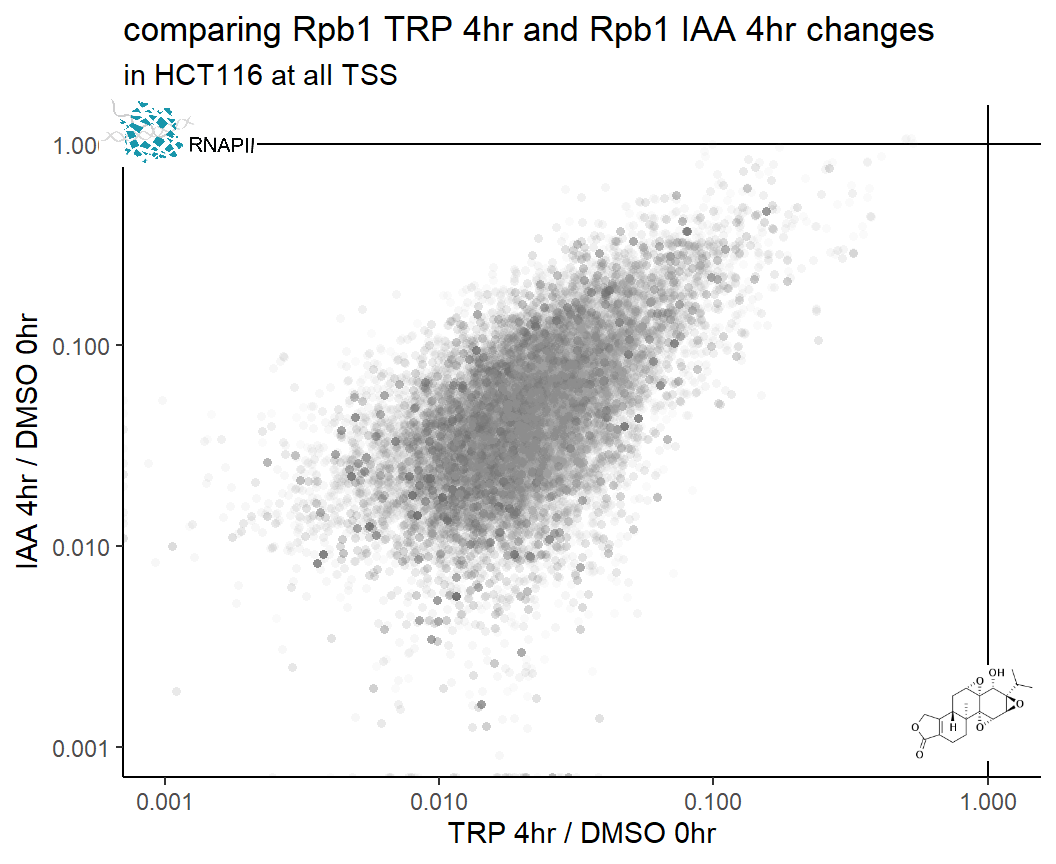 comparing Rpb1 TRP 4hr and Rpb1 IAA 4hr changes
in HCT116 at all TSS
RNAPII
1.00
0.100
0.010
0.001
IAA 4hr / DMSO 0hr
OH
O
O
O
O
O
H
0.001 0.010 0.100 1.000
TRP 4hr / DMSO 0hr